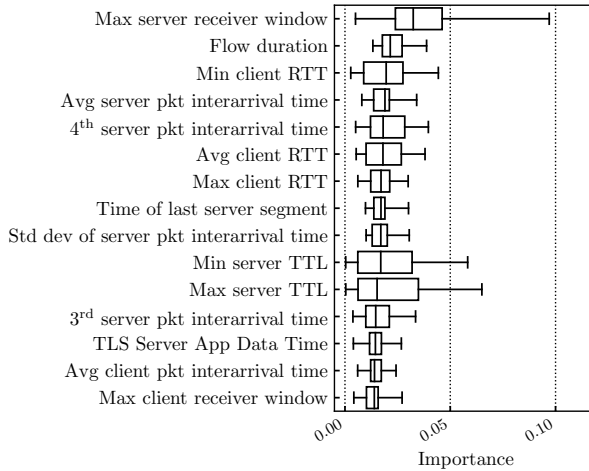 Max server receiver window
Flow duration
Min client RTT
Avg server pkt interarrival time
4th server pkt interarrival time
Avg client RTT
Max client RTT
Time of last server segment
Std dev of server pkt interarrival time
Min server TTL
Max server TTL
3rd server pkt interarrival time
TLS Server App Data Time
Avg client pkt interarrival time
Max client receiver window
0.00 0.05 0.10
Importance